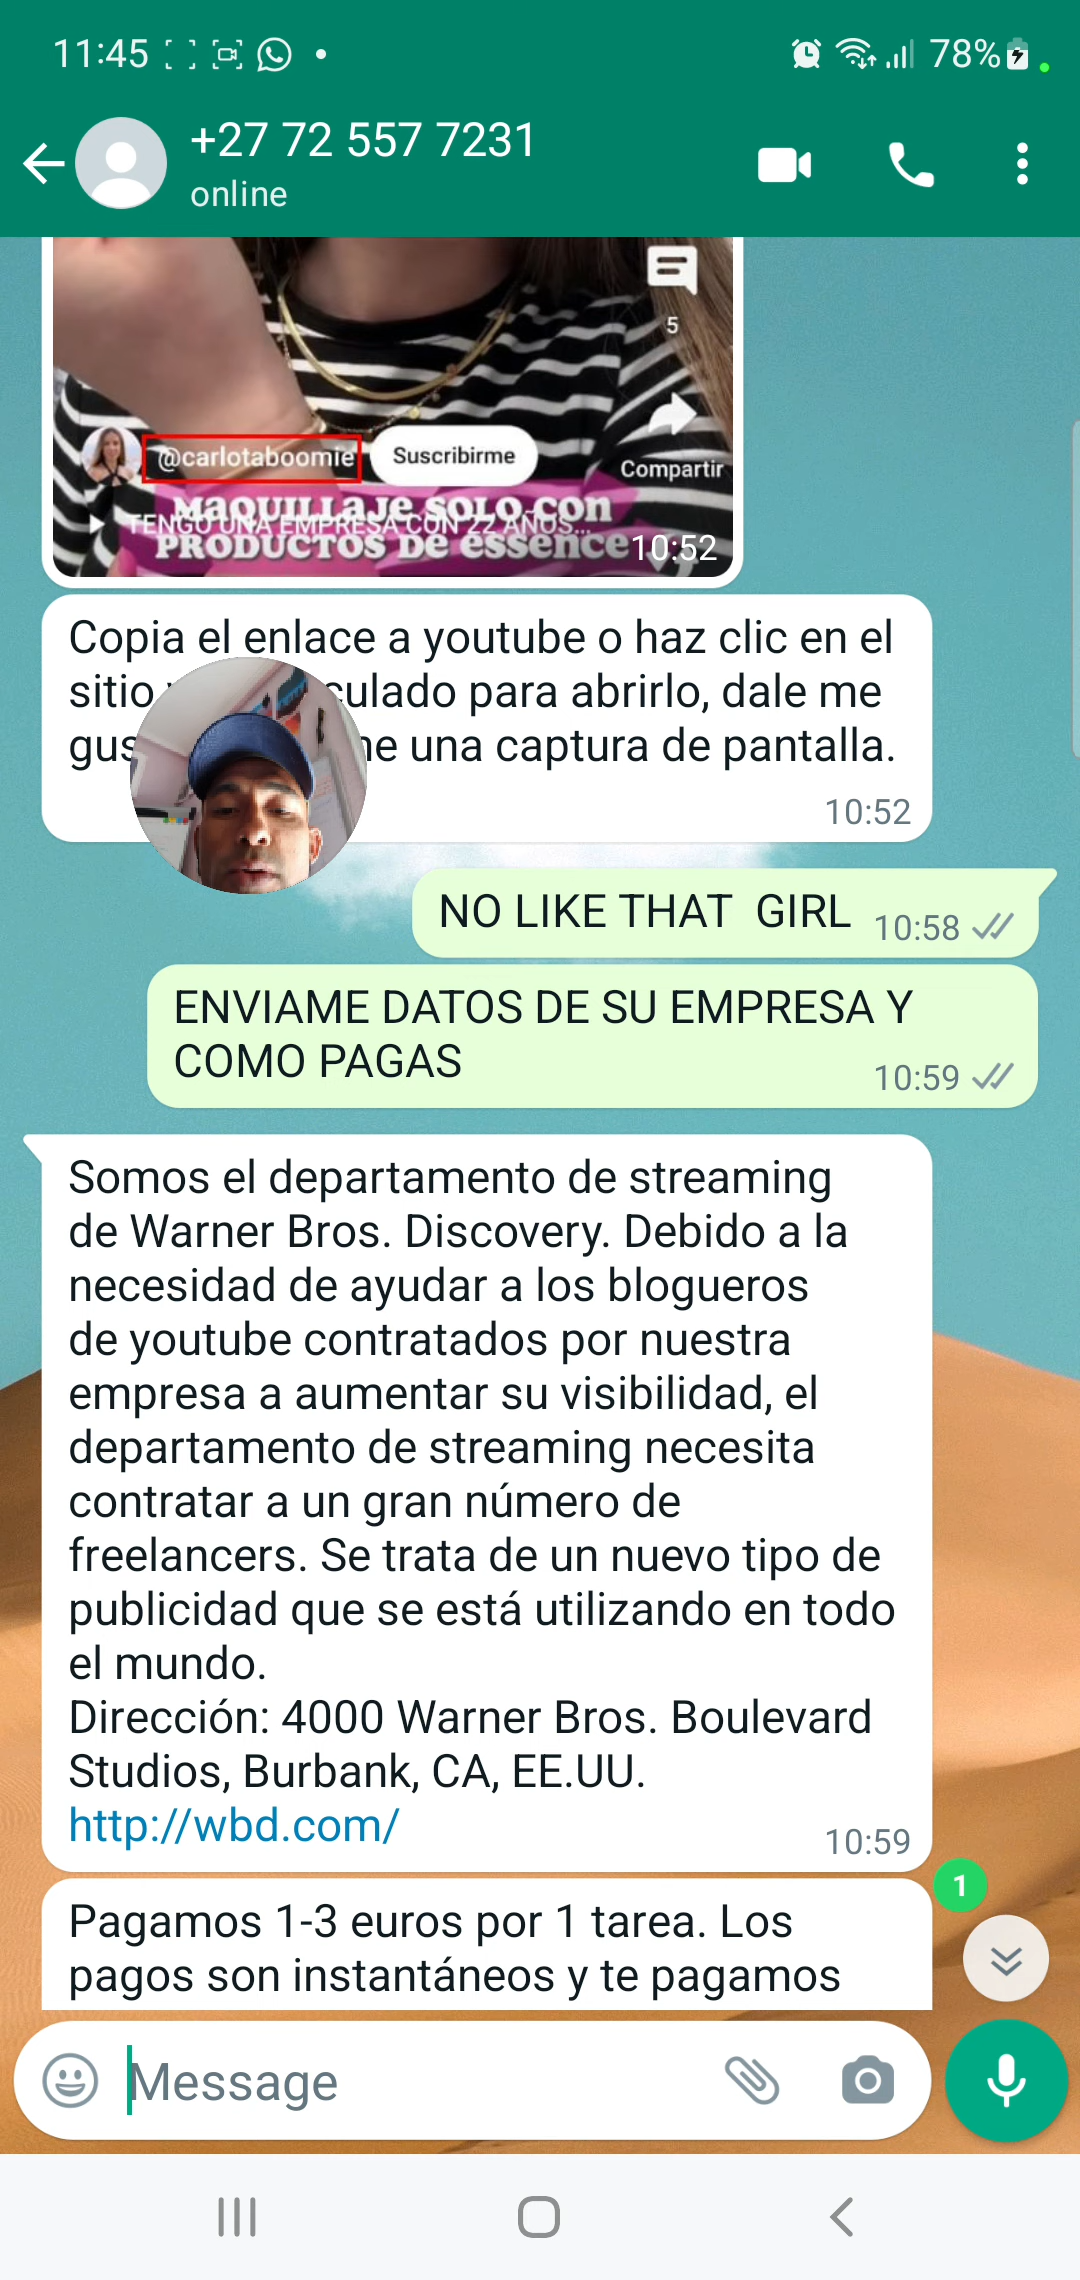 11:45
78%
+27 72 557 7231
online
5
@carlotaboomie
Suscribirme
Compartir
MAQUILLAJE SOLO CON
TENGO UNA EMPRESA CON 22 AÑOS...
PRODUCTOS DE essence
10:52
Copia el enlace a youtube o haz clic en el
sitio culado para abrirlo, dale me
gus ne una captura de pantalla.
10:52
NO LIKE THAT GIRL
10:58
ENVIAME DATOS DE SU EMPRESA Y
COMO PAGAS
10:59
Somos el departamento de streaming
de Warner Bros. Discovery. Debido a la
necesidad de ayudar a los blogueros
de youtube contratados por nuestra
empresa a aumentar su visibilidad, el
departamento de streaming necesita
contratar a un gran número de
freelancers. Se trata de un nuevo tipo de
publicidad que se está utilizando en todo
el mundo.
Dirección: 4000 Warner Bros. Boulevard
Studios, Burbank, CA, EE.UU.
http://wbd.com/
10:59
1
Pagamos 1-3 euros por 1 tarea. Los
pagos son instantáneos y te pagamos
Message